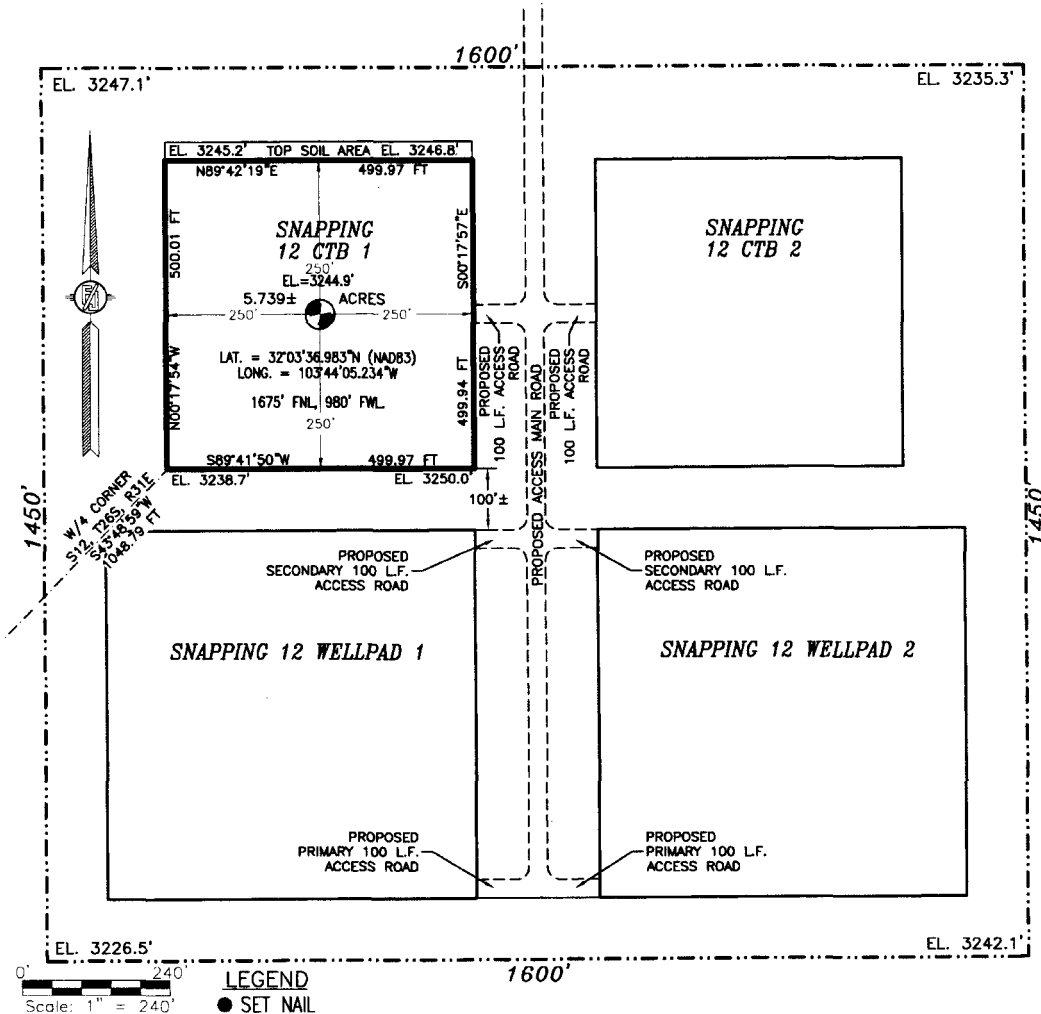 1600'
EL. 3247.1'
EL. 3235.3'
EL. 3245.2' TOP SOIL AREA EL. 3246.8'
N89°42'19"E 499.97 FT
500.01 FT
N00°17'54"W
S00°17'57"E
499.94 FT
SNAPPING
12 CTB 1
250'
EL.=3244.9'
5.739± ACRES
250' 250'
LAT. = 32°03'36.983"N (NAD83)
LONG. = 103°44'05.234"W
1675' FNL, 980' FWL
250'
S89°41'50"W 499.97 FT
EL. 3238.7' EL. 3250.0'
SNAPPING
12 CTB 2
PROPOSED
100 L.F. ACCESS
ROAD
PROPOSED ACCESS MAIN ROAD
PROPOSED
100 L.F. ACCESS
ROAD
100'±
1450'
W/4 CORNER
S12, T26S, R31E
S43°48'59"W
1048.79 FT
1450'
PROPOSED
SECONDARY 100 L.F.
ACCESS ROAD
PROPOSED
SECONDARY 100 L.F.
ACCESS ROAD
SNAPPING 12 WELLPAD 1
SNAPPING 12 WELLPAD 2
PROPOSED
PRIMARY 100 L.F.
ACCESS ROAD
PROPOSED
PRIMARY 100 L.F.
ACCESS ROAD
EL. 3226.5'
EL. 3242.1'
1600'
0' 240'
Scale: 1" = 240'
LEGEND
SET NAIL